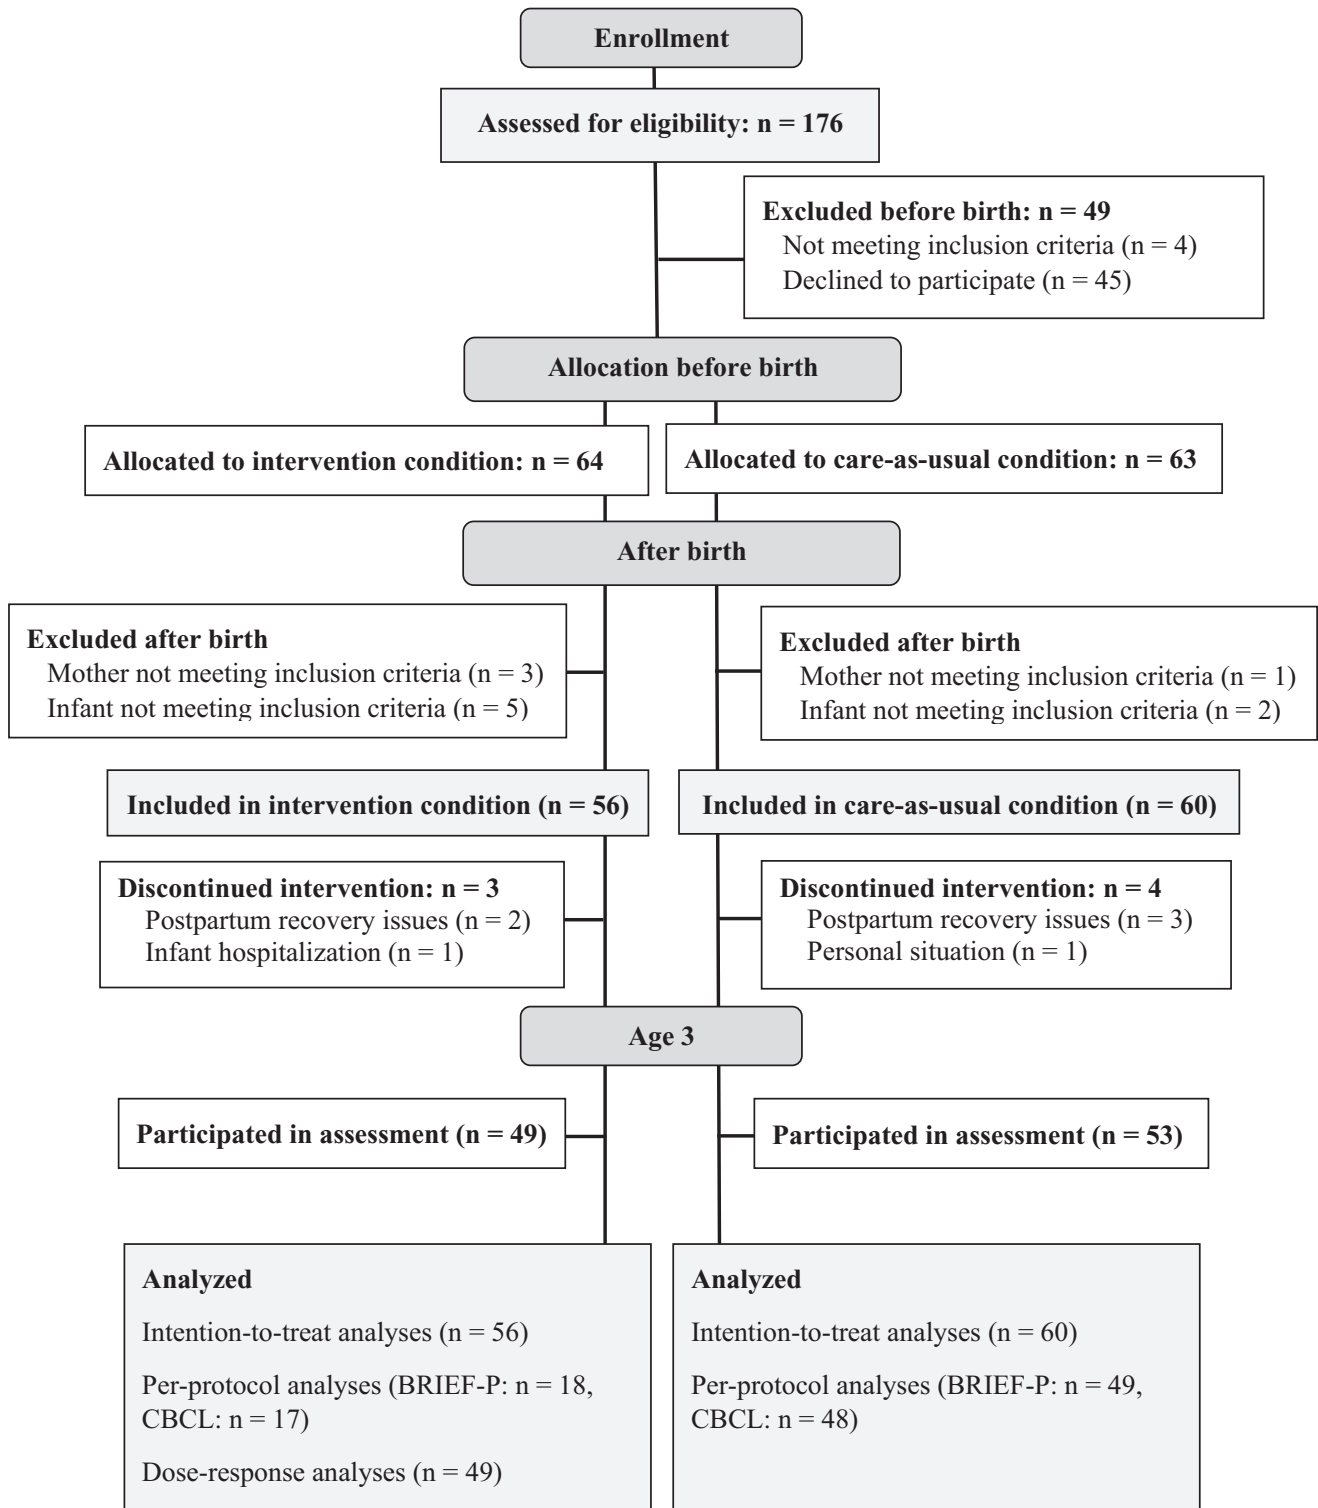 Enrollment
Assessed for eligibility: n = 176
Excluded before birth: n = 49
Not meeting inclusion criteria (n = 4)
Declined to participate (n = 45)
Allocation before birth
Allocated to intervention condition: n = 64
Allocated to care-as-usual condition: n = 63
After birth
Excluded after birth
Mother not meeting inclusion criteria (n = 3)
Infant not meeting inclusion criteria (n = 5)
Excluded after birth
Mother not meeting inclusion criteria (n = 1)
Infant not meeting inclusion criteria (n = 2)
Included in intervention condition (n = 56)
Included in care-as-usual condition (n = 60)
Discontinued intervention: n = 3
Postpartum recovery issues (n = 2)
Infant hospitalization (n = 1)
Discontinued intervention: n = 4
Postpartum recovery issues (n = 3)
Personal situation (n = 1)
Age 3
Participated in assessment (n = 49)
Participated in assessment (n = 53)
Analyzed
Intention-to-treat analyses (n = 56)
Per-protocol analyses (BRIEF-P: n = 18,
CBCL: n = 17)
Dose-response analyses (n = 49)
Analyzed
Intention-to-treat analyses (n = 60)
Per-protocol analyses (BRIEF-P: n = 49,
CBCL: n = 48)